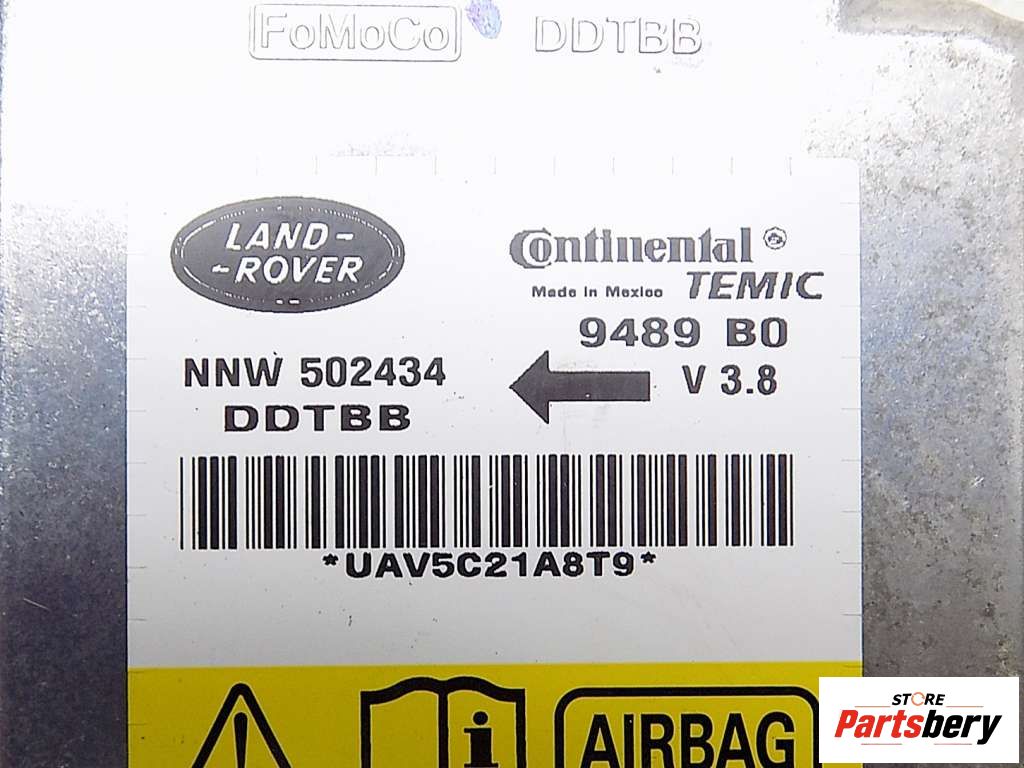 FoMoCo DDTBB
LAND-
-ROVER
Continental
Made in Mexico TEMIC
9489 B0
NNW 502434
V 3.8
DDTBB
*UAV5C21A8T9*
AIRBAG
STORE
Partsbery